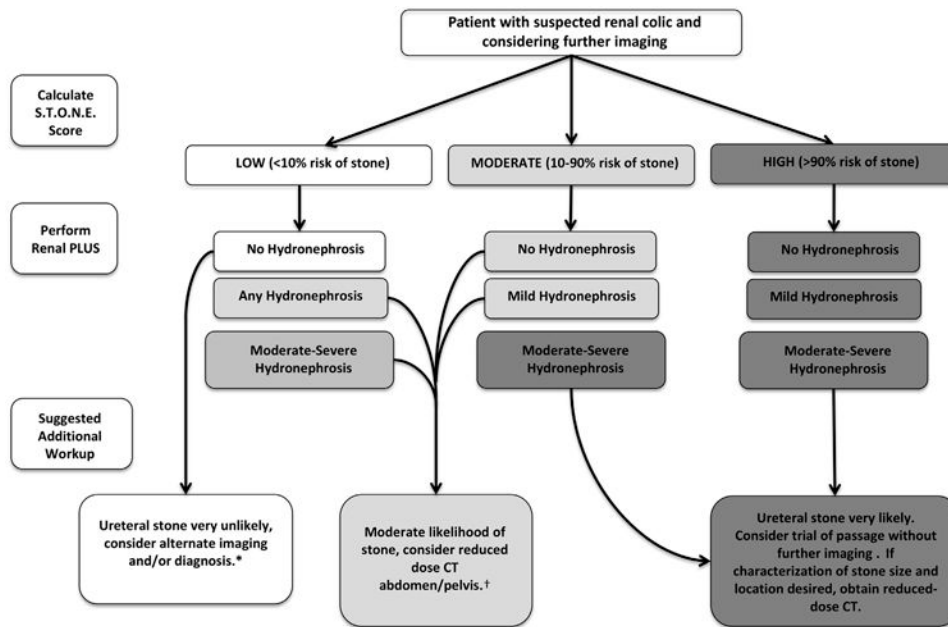 Patient with suspected renal colic and
considering further imaging
Calculate
S.T.O.N.E.
Score
LOW (<10% risk of stone)
MODERATE (10-90% risk of stone)
HIGH (>90% risk of stone)
Perform
Renal PLUS
No Hydronephrosis
No Hydronephrosis
No Hydronephrosis
Any Hydronephrosis
Mild Hydronephrosis
Mild Hydronephrosis
Moderate-Severe
Hydronephrosis
Moderate-Severe
Hydronephrosis
Moderate-Severe
Hydronephrosis
Suggested
Additional
Workup
Ureteral stone very unlikely,
consider alternate imaging
and/or diagnosis.*
Moderate likelihood of
stone, consider reduced
dose CT
abdomen/pelvis.†
Ureteral stone very likely.
Consider trial of passage without
further imaging . If
characterization of stone size and
location desired, obtain reduced-
dose CT.